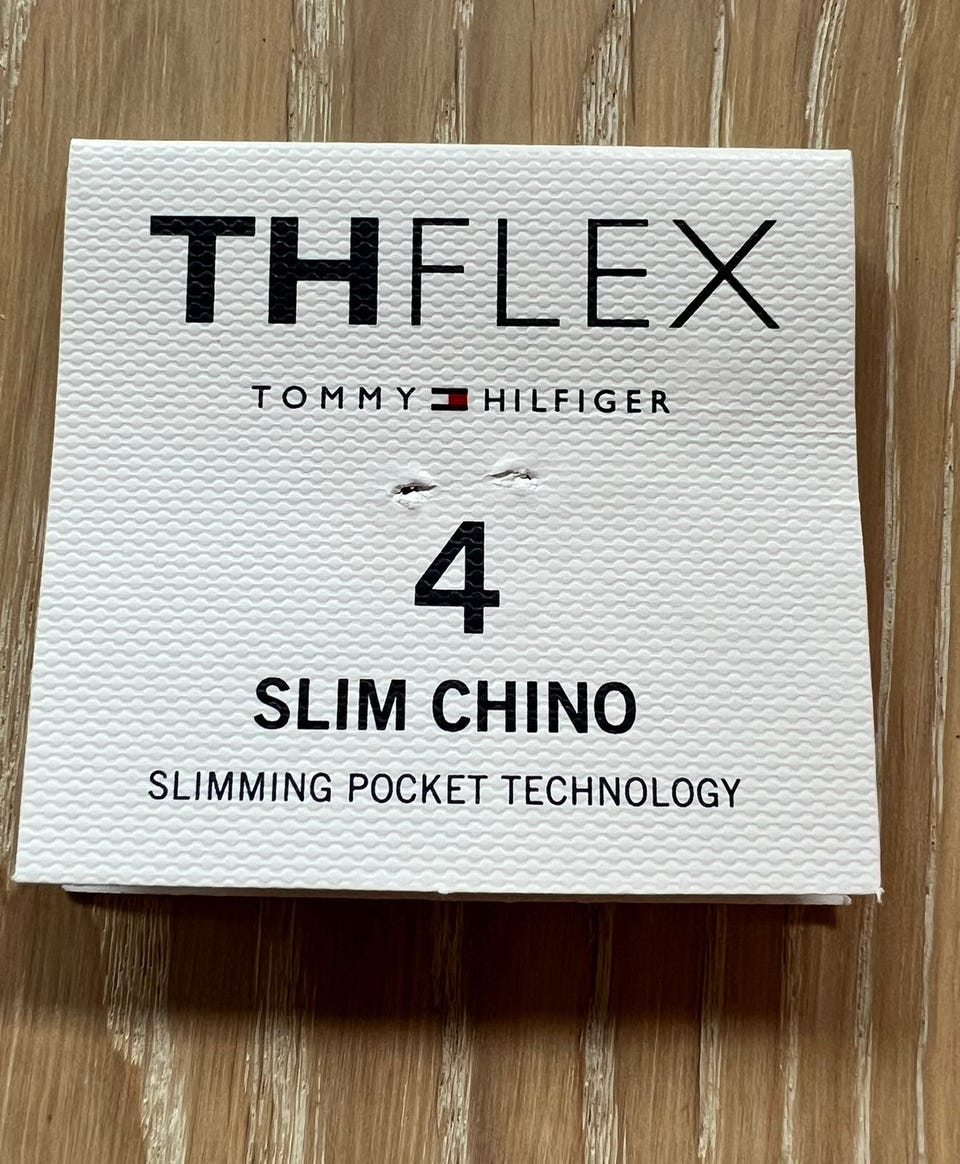 THFLEX
TOMMY HILFIGER
4
SLIM CHINO
SLIMMING POCKET TECHNOLOGY